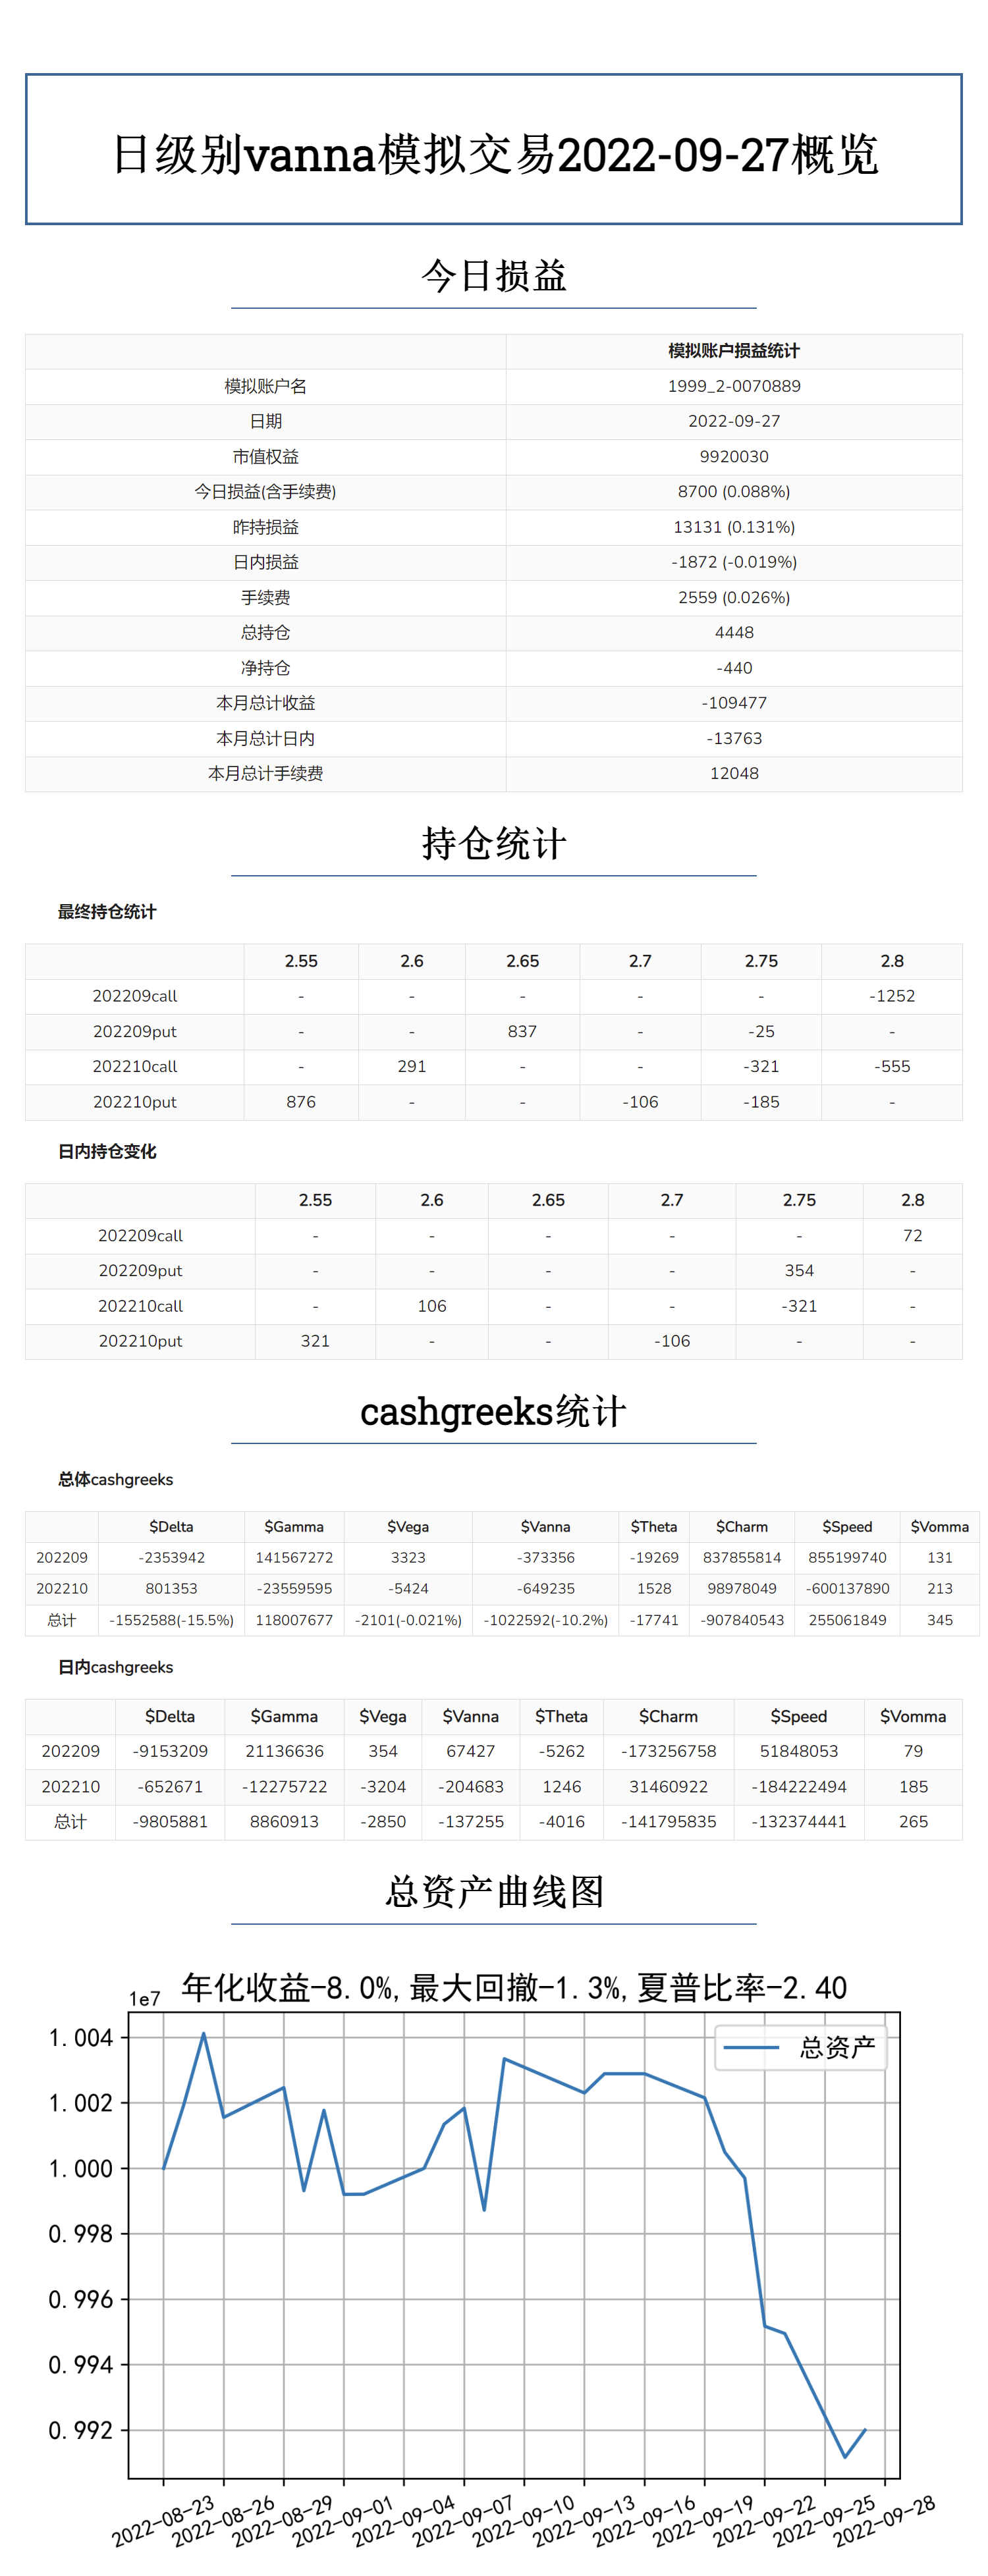 日级别vanna模拟交易2022-09-27概览
今日损益
模拟账户损益统计
模拟账户名 1999_2-0070889
日期 2022-09-27
市值权益 9920030
今日损益(含手续费) 8700 (0.088%)
昨持损益 13131 (0.131%)
日内损益 -1872 (-0.019%)
手续费 2559 (0.026%)
总持仓 4448
净持仓 -440
本月总计收益 -109477
本月总计日内 -13763
本月总计手续费 12048
持仓统计
最终持仓统计
2.55 2.6 2.65 2.7 2.75 2.8
202209call - - - - - -1252
202209put - - 837 - -25 -
202210call - 291 - - -321 -555
202210put 876 - - -106 -185 -
日内持仓变化
2.55 2.6 2.65 2.7 2.75 2.8
202209call - - - - - 72
202209put - - - - 354 -
202210call - 106 - - -321 -
202210put 321 - - -106 - -
cashgreeks统计
总体cashgreeks
$Delta $Gamma $Vega $Vanna $Theta $Charm $Speed $Vomma
202209 -2353942 141567272 3323 -373356 -19269 837855814 855199740 131
202210 801353 -23559595 -5424 -649235 1528 98978049 -600137890 213
总计 -1552588(-15.5%) 118007677 -2101(-0.021%) -1022592(-10.2%) -17741 -907840543 255061849 345
日内cashgreeks
$Delta $Gamma $Vega $Vanna $Theta $Charm $Speed $Vomma
202209 -9153209 21136636 354 67427 -5262 -173256758 51848053 79
202210 -652671 -12275722 -3204 -204683 1246 31460922 -184222494 185
总计 -9805881 8860913 -2850 -137255 -4016 -141795835 -132374441 265
总资产曲线图
年化收益-8.0%,最大回撤-1.3%,夏普比率-2.40
1e7
总资产
1.004
1.002
1.000
0.998
0.996
0.994
0.992
2022-08-23 2022-08-26 2022-08-29 2022-09-01 2022-09-04 2022-09-07 2022-09-10 2022-09-13 2022-09-16 2022-09-19 2022-09-22 2022-09-25 2022-09-28